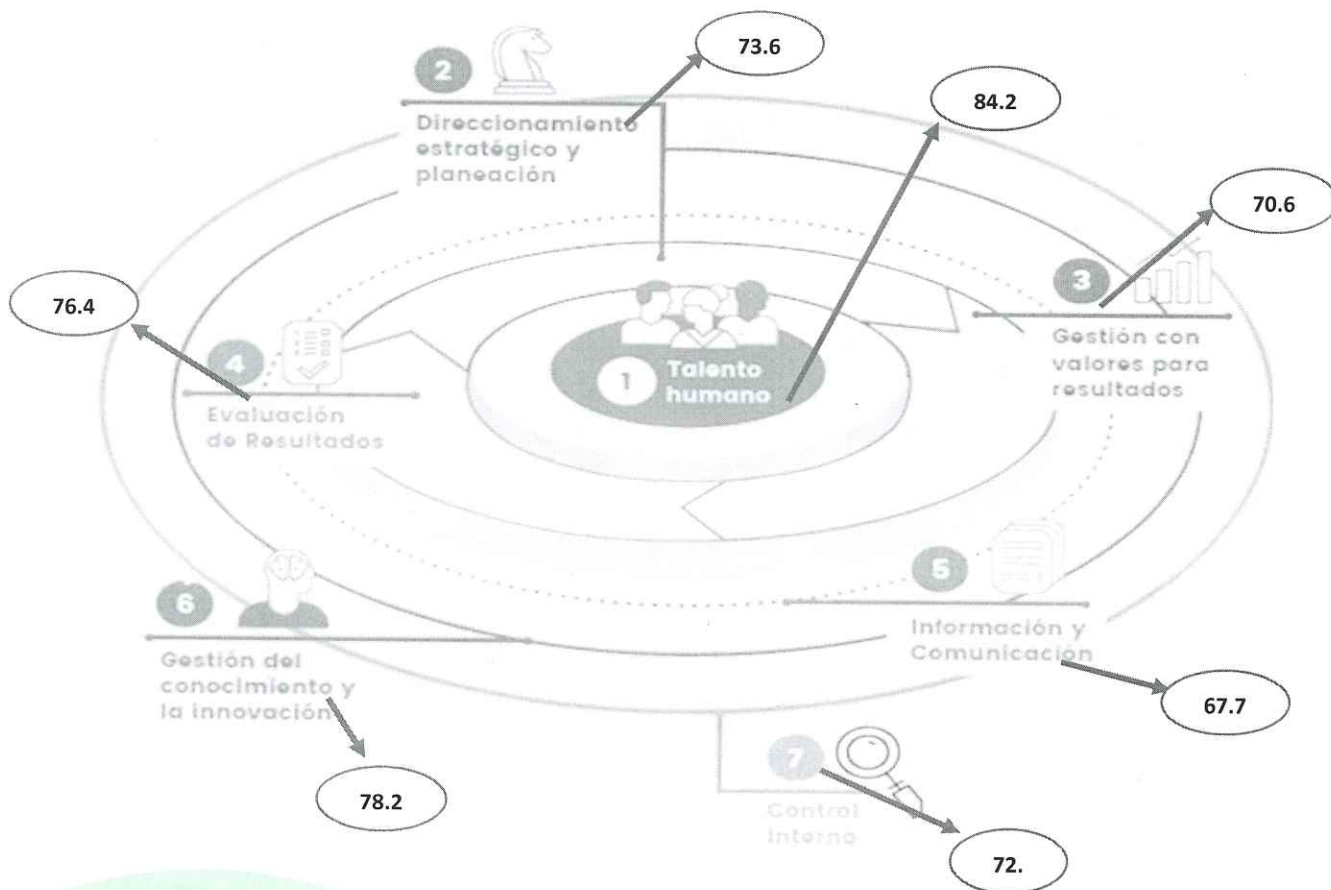 73.6
2
84.2
Direccionamiento
estratégico y
planeación
70.6
3
76.4
Gestión con
valores para
resultados
4
1
Talento
humano
Evaluación
de Resultados
5
6
Información y
Comunicación
Gestión del
conocimiento y
la innovación
67.7
7
78.2
Control
Interno
72.